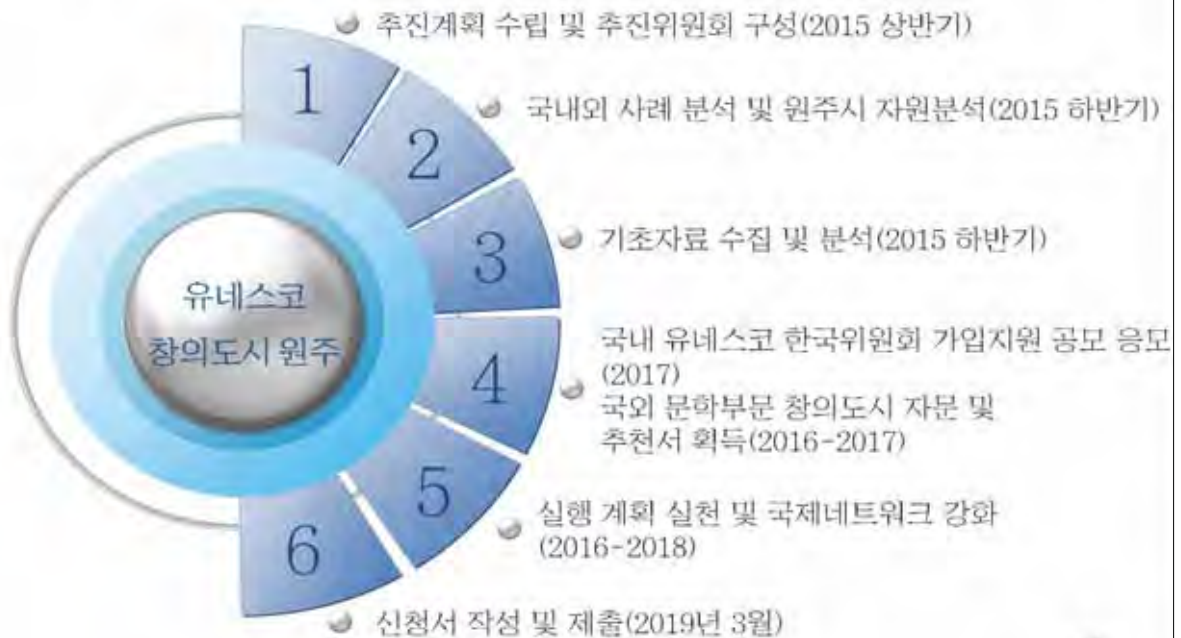 1
추진계획 수립 및 추진위원회 구성(2015 상반기)
2
국내외 사례 분석 및 원주시 자원분석(2015 하반기)
3
기초자료 수집 및 분석(2015 하반기)
유네스코
창의도시 원주
4
국내 유네스코 한국위원회 가입지원 공모 응모
(2017)
국외 문학부문 창의도시 자문 및
추천서 획득(2016-2017)
5
실행 계획 실천 및 국제네트워크 강화
(2016-2018)
6
신청서 작성 및 제출(2019년 3월)